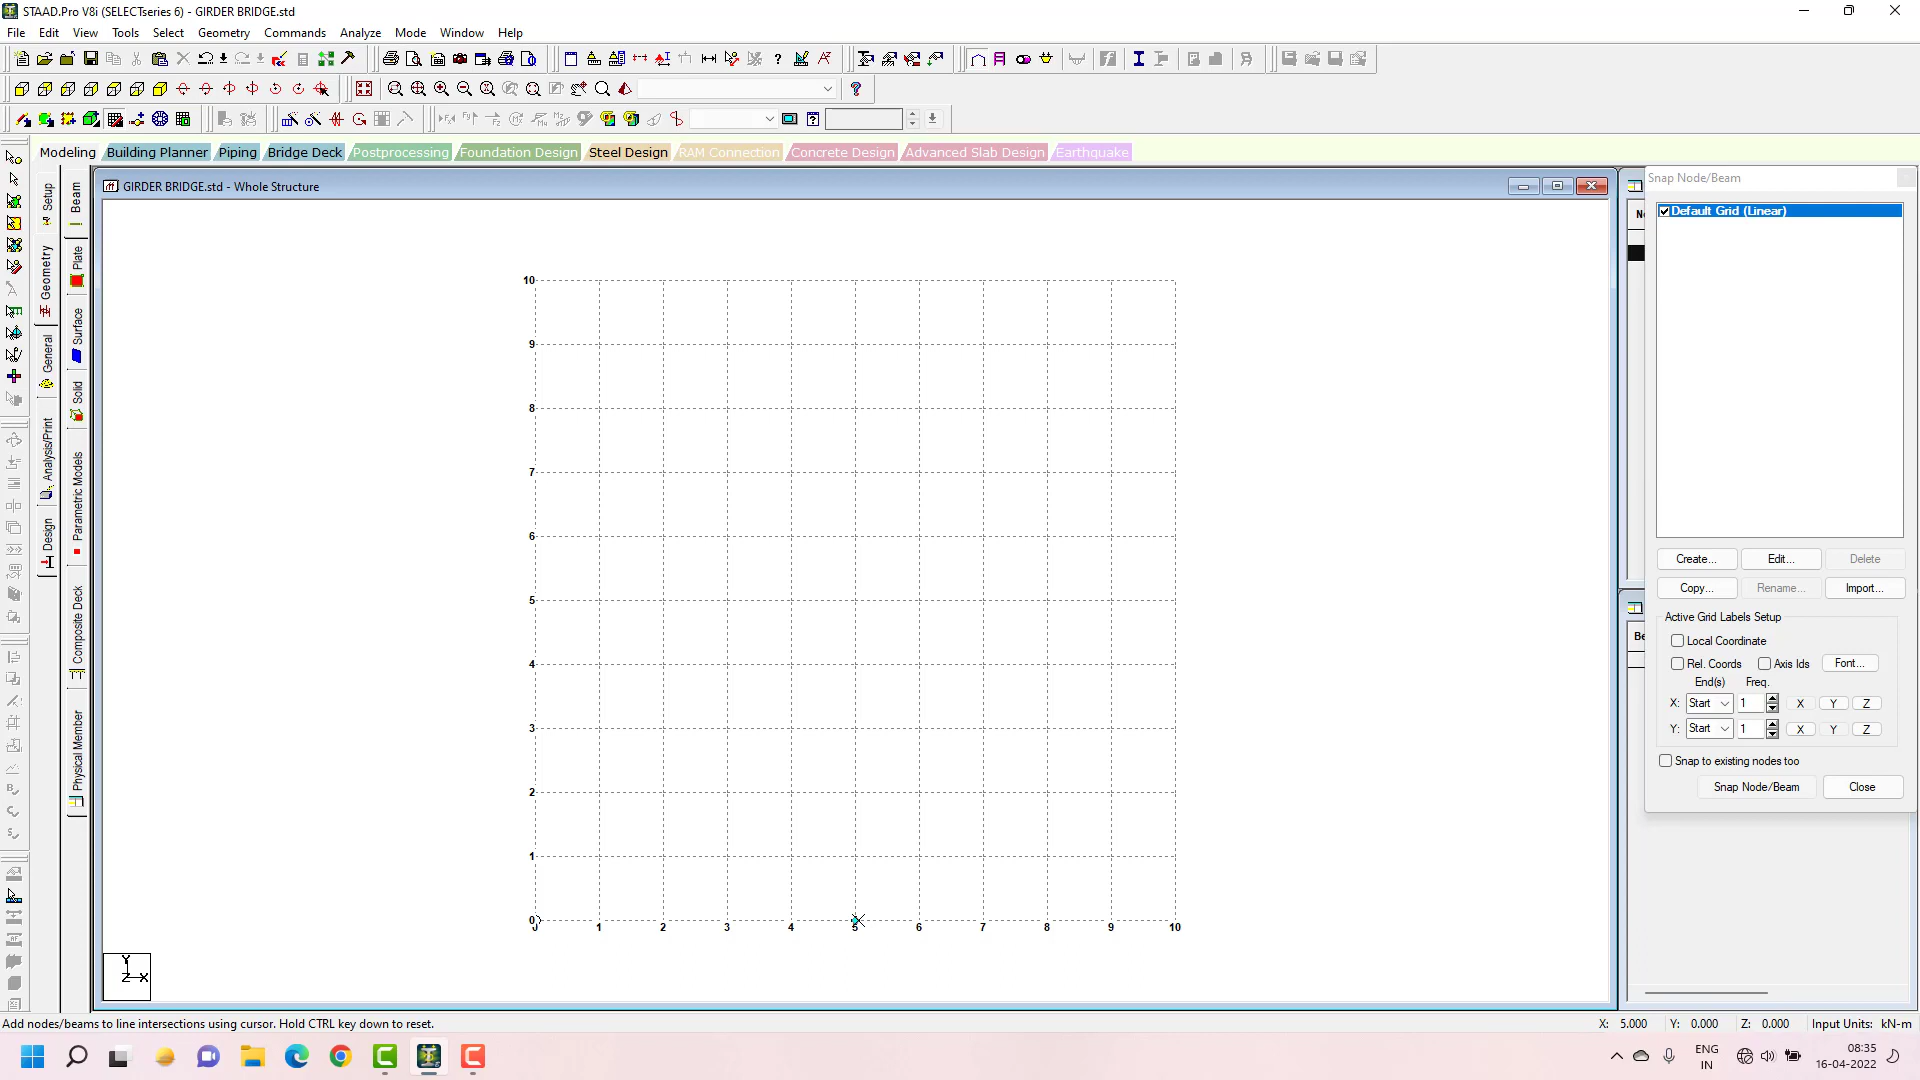 STAAD.Pro V8i (SELECTseries 6) - GIRDER BRIDGE.std
File Edit View Tools Select Geometry Commands Analyze Mode Window Help
Modeling Building Planner Piping Bridge Deck Postprocessing Foundation Design Steel Design RAM Connection Concrete Design Advanced Slab Design Earthquake
Setup
Geometry
General
Analysis/Print
Design
Beam
Plate
Surface
Solid
Parametric Models
Composite Deck
Physical Member
GIRDER BRIDGE.std - Whole Structure
10
9
8
7
6
5
4
3
2
1
0
0 1 2 3 4 5 6 7 8 9 10
Y
Z X
Snap Node/Beam
Default Grid (Linear)
Create... Edit... Delete
Copy... Rename... Import...
Active Grid Labels Setup
Local Coordinate
Rel. Coords Axis Ids Font...
End(s) Freq.
X: Start 1 X Y Z
Y: Start 1 X Y Z
Snap to existing nodes too
Snap Node/Beam Close
Be
Add nodes/beams to line intersections using cursor. Hold CTRL key down to reset.
X: 5.000 Y: 0.000 Z: 0.000 Input Units: kN-m
ENG
IN
08:35
16-04-2022